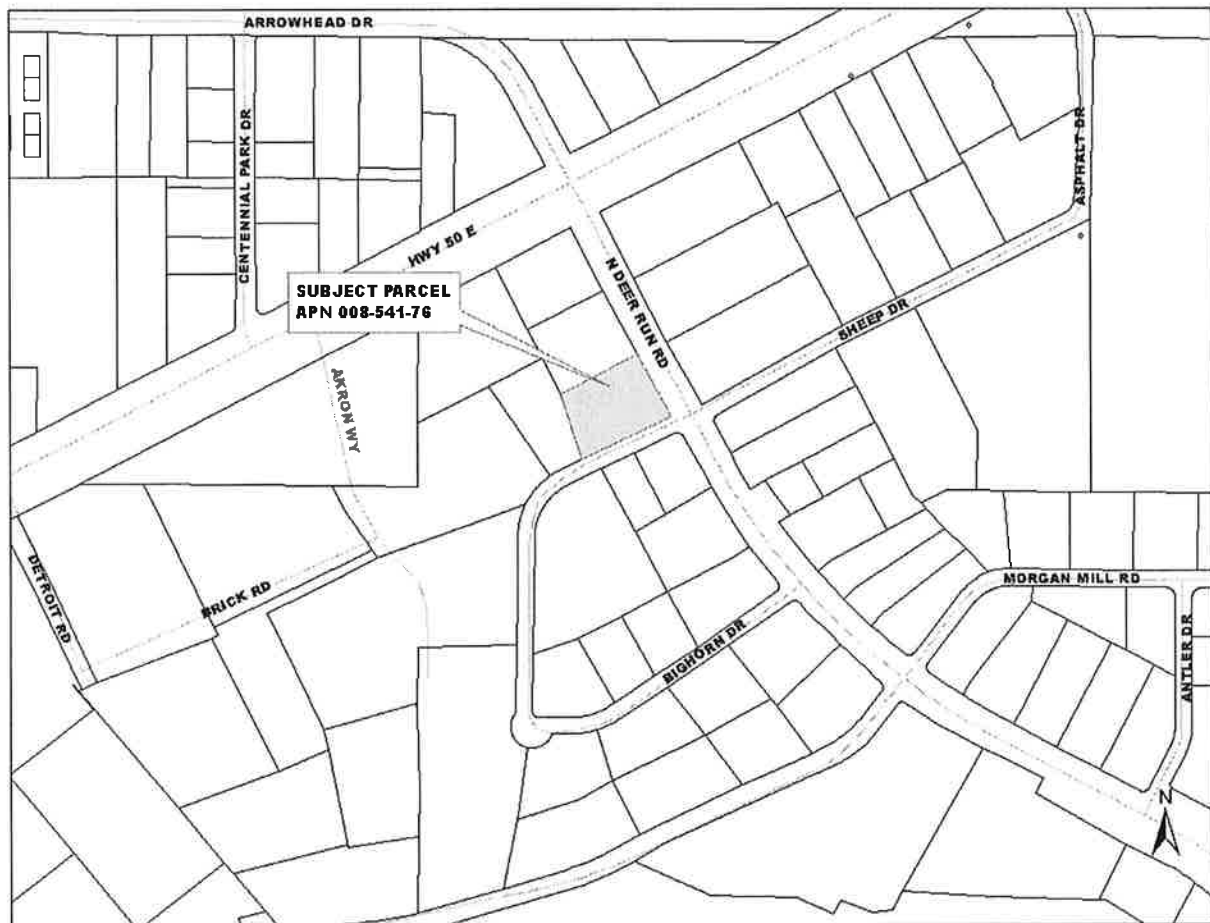 ARROWHEAD DR
CENTENNIAL PARK DR
ASPHALT DR
HWY 50 E
N DEER RUN RD
SUBJECT PARCEL
APN 008-541-76
SHEEP DR
AKRON WY
DETROIT RD
BRICK RD
MORGAN MILL RD
BIGHORN DR
ANTLER DR
N